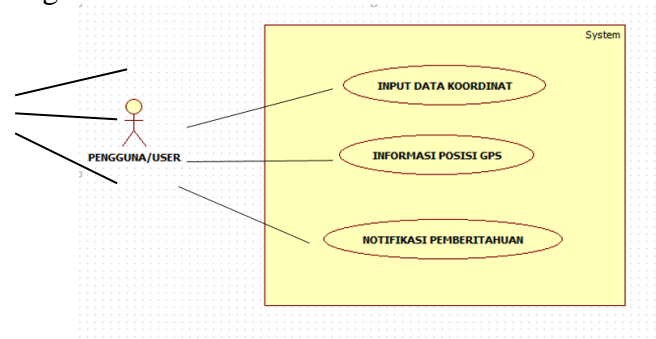 System
INPUT DATA KOORDINAT
PENGGUNA/USER
INFORMASI POSISI GPS
NOTIFIKASI PEMBERITAHUAN